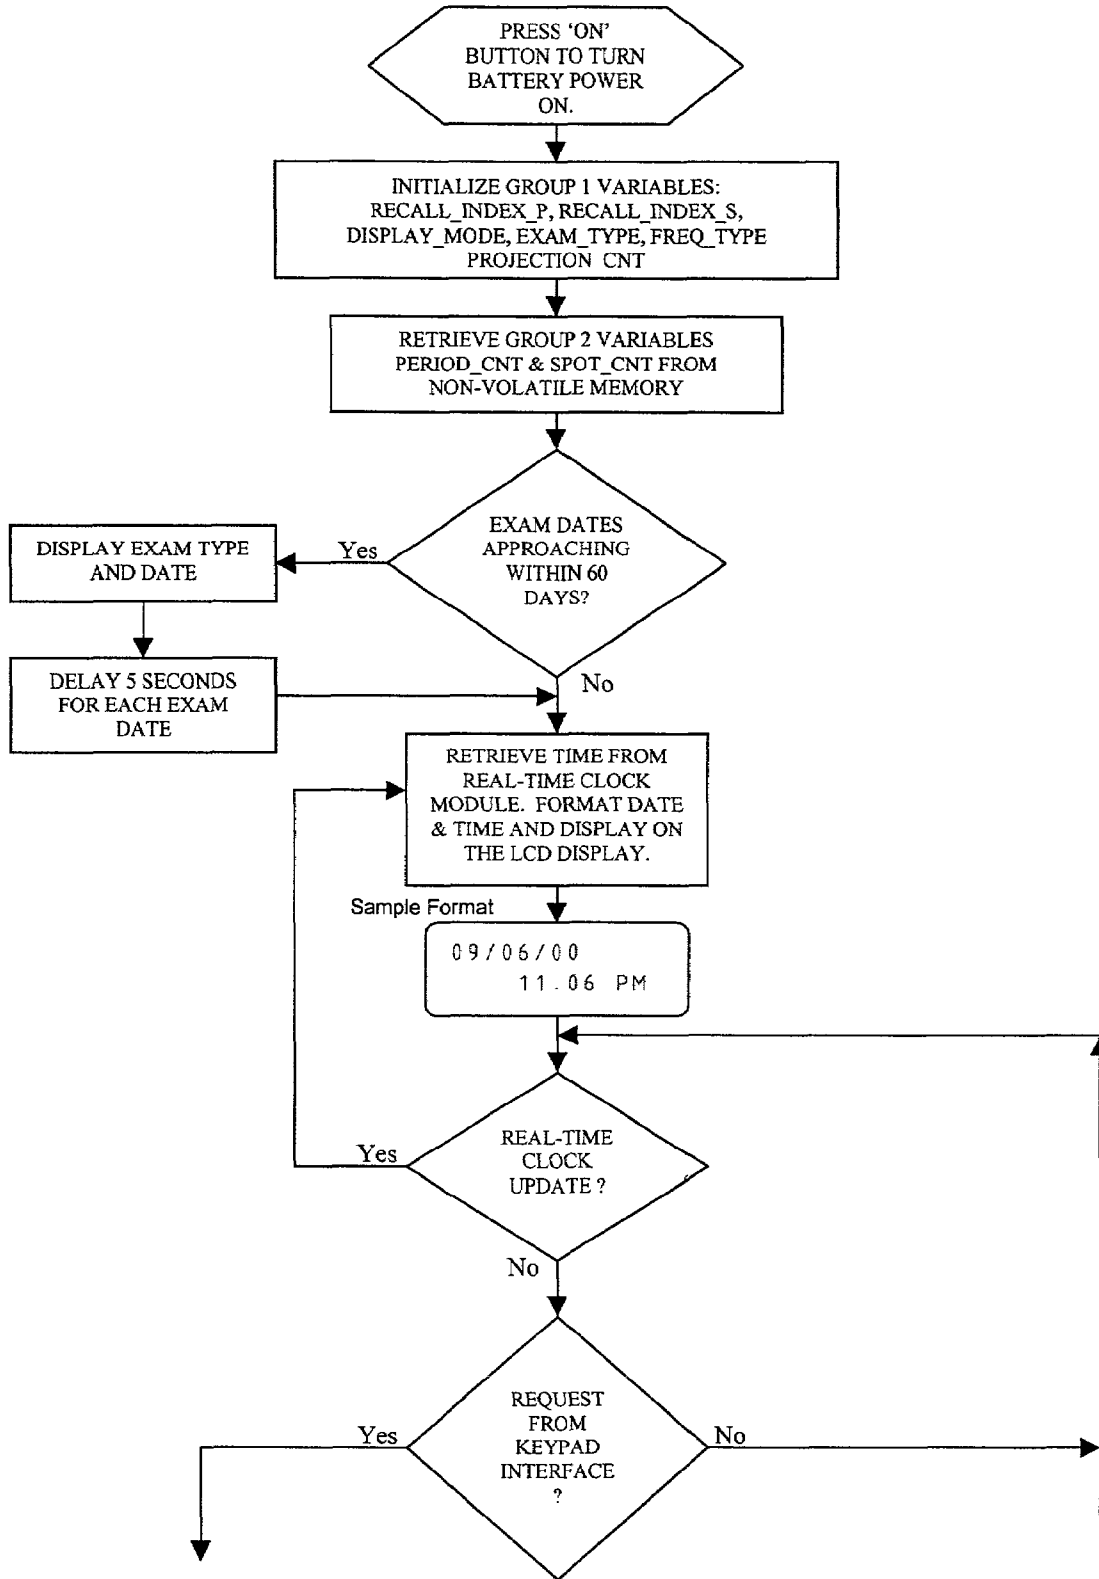 PRESS ‘ON’
BUTTON TO TURN
BATTERY POWER
ON.
INITIALIZE GROUP 1 VARIABLES:
RECALL_INDEX_P, RECALL_INDEX_S,
DISPLAY_MODE, EXAM_TYPE, FREQ_TYPE
PROJECTION CNT
RETRIEVE GROUP 2 VARIABLES
PERIOD_CNT & SPOT_CNT FROM
NON-VOLATILE MEMORY
EXAM DATES
APPROACHING
WITHIN 60
DAYS?
Yes
DISPLAY EXAM TYPE
AND DATE
DELAY 5 SECONDS
FOR EACH EXAM
DATE
No
RETRIEVE TIME FROM
REAL-TIME CLOCK
MODULE. FORMAT DATE
& TIME AND DISPLAY ON
THE LCD DISPLAY.
Sample Format
09/06/00
11.06 PM
REAL-TIME
CLOCK
UPDATE ?
Yes
No
REQUEST
FROM
KEYPAD
INTERFACE
?
Yes
No